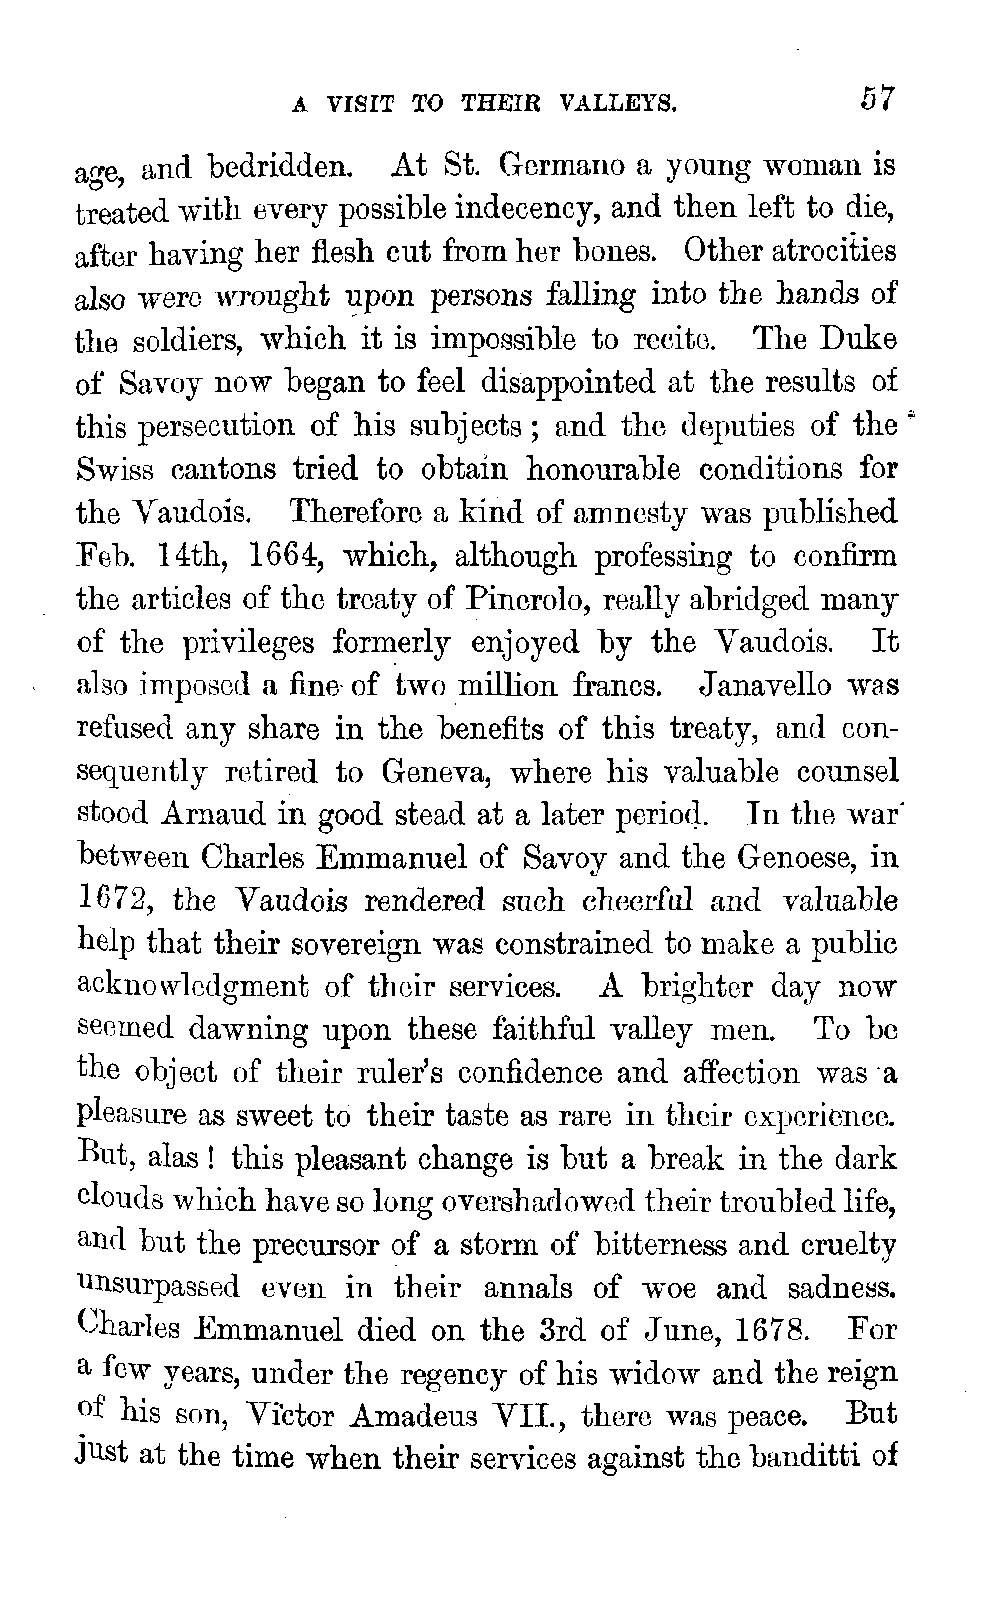 A VISIT TO THEIR VALLEYS. 57
age, and bedridden. At St. Germano a young woman is
treated with every possible indecency, and then left to die,
after having her flesh cut from her bones. Other atrocities
also were wrought upon persons falling into the hands of
the soldiers, which it is impossible to recite. The Duke
of Savoy now began to feel disappointed at the results of
this persecution of his subjects ; and the deputies of the
Swiss cantons tried to obtain honourable conditions for
the Vaudois. Therefore a kind of amnesty was published
Feb. 14th, 1664, which, although professing to confirm
the articles of the treaty of Pinerolo, really abridged many
of the privileges formerly enjoyed by the Vaudois. It
also imposed a fine of two million francs. Janavello was
refused any share in the benefits of this treaty, and con-
sequently retired to Geneva, where his valuable counsel
stood Arnaud in good stead at a later period. In the war
between Charles Emmanuel of Savoy and the Genoese, in
1672, the Vaudois rendered such cheerful and valuable
help that their sovereign was constrained to make a public
acknowledgment of their services. A brighter day now
seemed dawning upon these faithful valley men. To be
the object of their ruler's confidence and affection was a
pleasure as sweet to their taste as rare in their experience.
But, alas ! this pleasant change is but a break in the dark
clouds which have so long overshadowed their troubled life,
and but the precursor of a storm of bitterness and cruelty
unsurpassed even in their annals of woe and sadness.
Charles Emmanuel died on the 3rd of June, 1678. For
a few years, under the regency of his widow and the reign
of his son, Victor Amadeus VII., there was peace. But
just at the time when their services against the banditti of